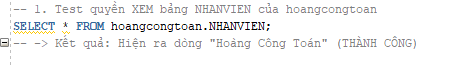 -- 1. Test quyền XEM bảng NHANVIEN của hoangcongtoan
SELECT * FROM hoangcongtoan.NHANVIEN;
-- -> Kết quả: Hiện ra dòng "Hoàng Công Toán" (THÀNH CÔNG)